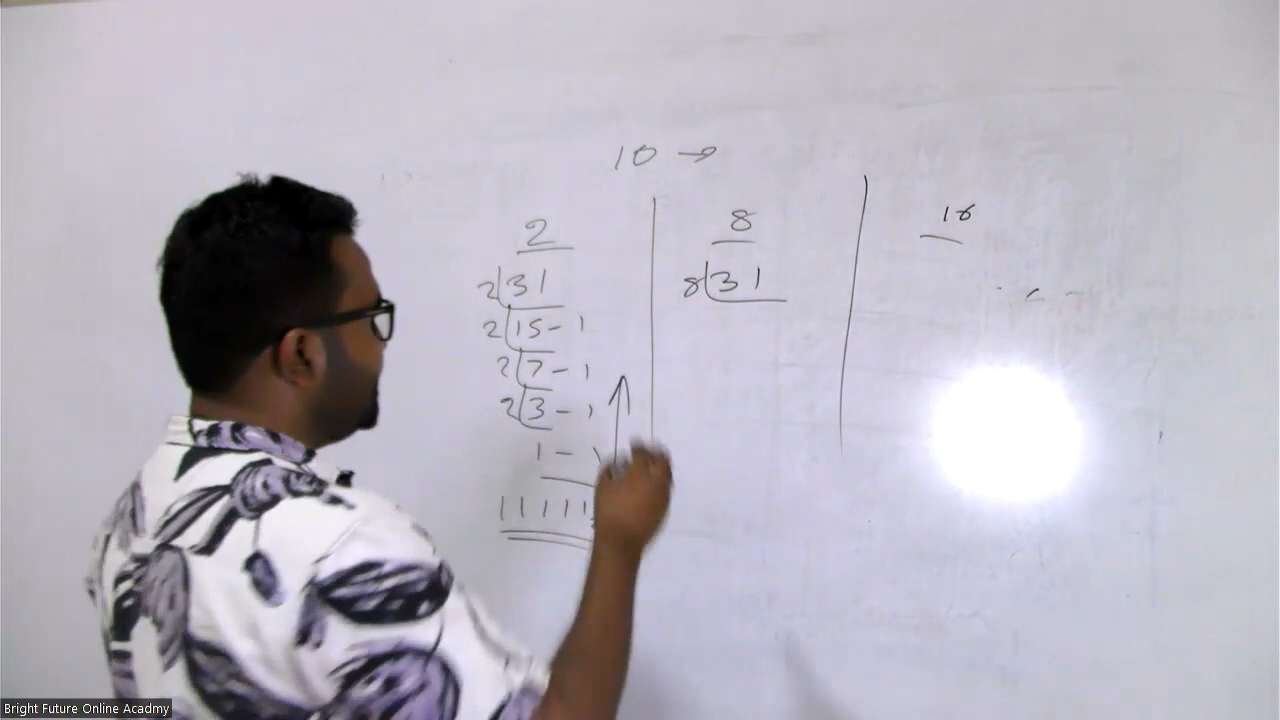 10 →
2
2 31
2 15 - 1
2 7 - 1
2 3 - 1
1 - 1
11111
8
8 31
16
Bright Future Online Acadmy